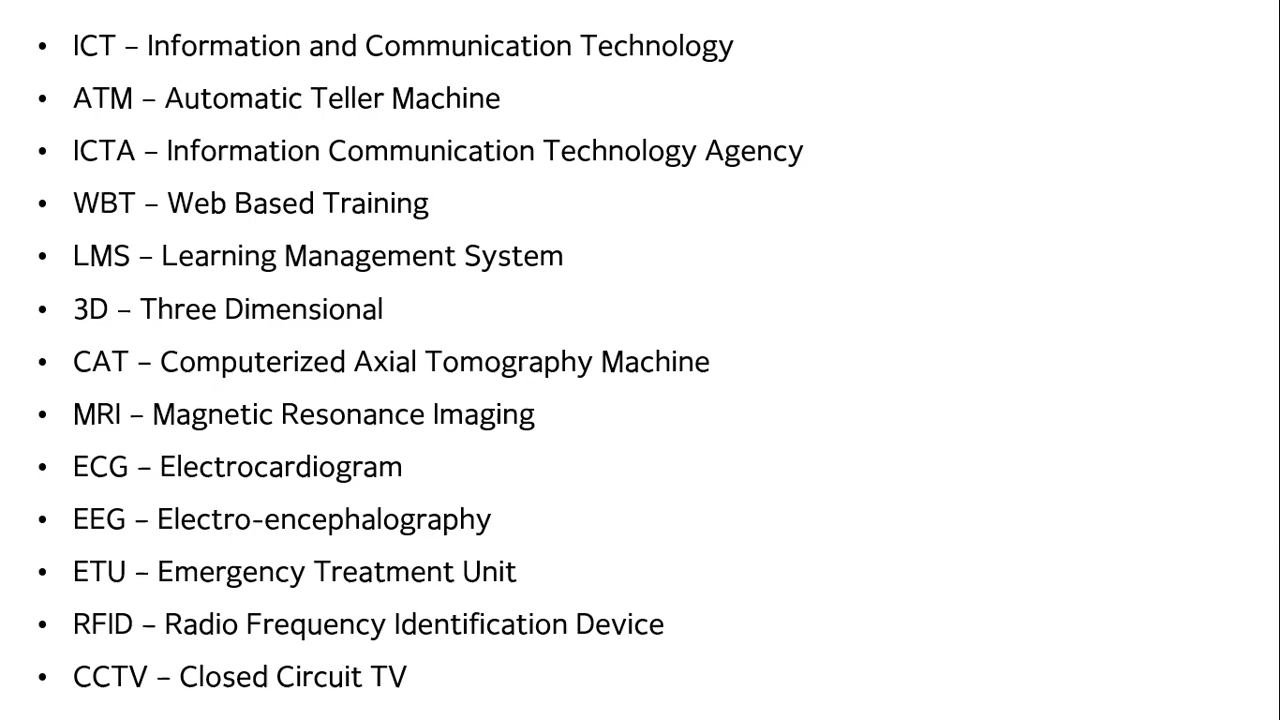 • ICT – Information and Communication Technology
• ATM – Automatic Teller Machine
• ICTA – Information Communication Technology Agency
• WBT – Web Based Training
• LMS – Learning Management System
• 3D – Three Dimensional
• CAT – Computerized Axial Tomography Machine
• MRI – Magnetic Resonance Imaging
• ECG – Electrocardiogram
• EEG – Electro-encephalography
• ETU – Emergency Treatment Unit
• RFID – Radio Frequency Identification Device
• CCTV – Closed Circuit TV